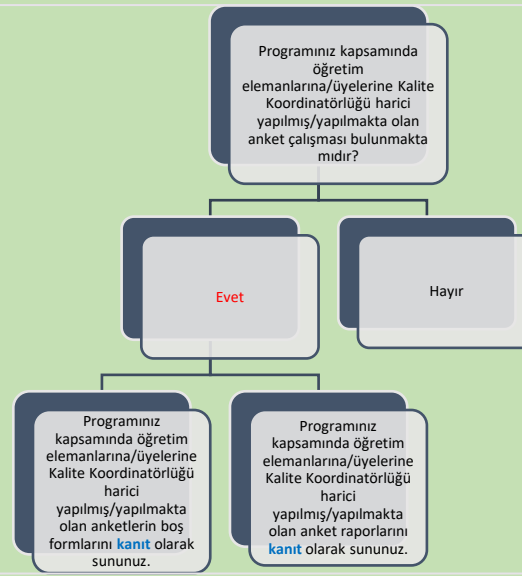 Programınız kapsamında
öğretim
elemanlarına/üyelerine Kalite
Koordinatörlüğü harici
yapılmış/yapılmakta olan
anket çalışması bulunmakta
mıdır?
Evet
Hayır
Programınız
kapsamında öğretim
elemanlarına/üyelerine
Kalite Koordinatörlüğü
harici
yapılmış/yapılmakta
olan anketlerin boş
formlarını kanıt olarak
sununuz.
Programınız
kapsamında öğretim
elemanlarına/üyelerine
Kalite Koordinatörlüğü
harici
yapılmış/yapılmakta
olan anket raporlarını
kanıt olarak sununuz.